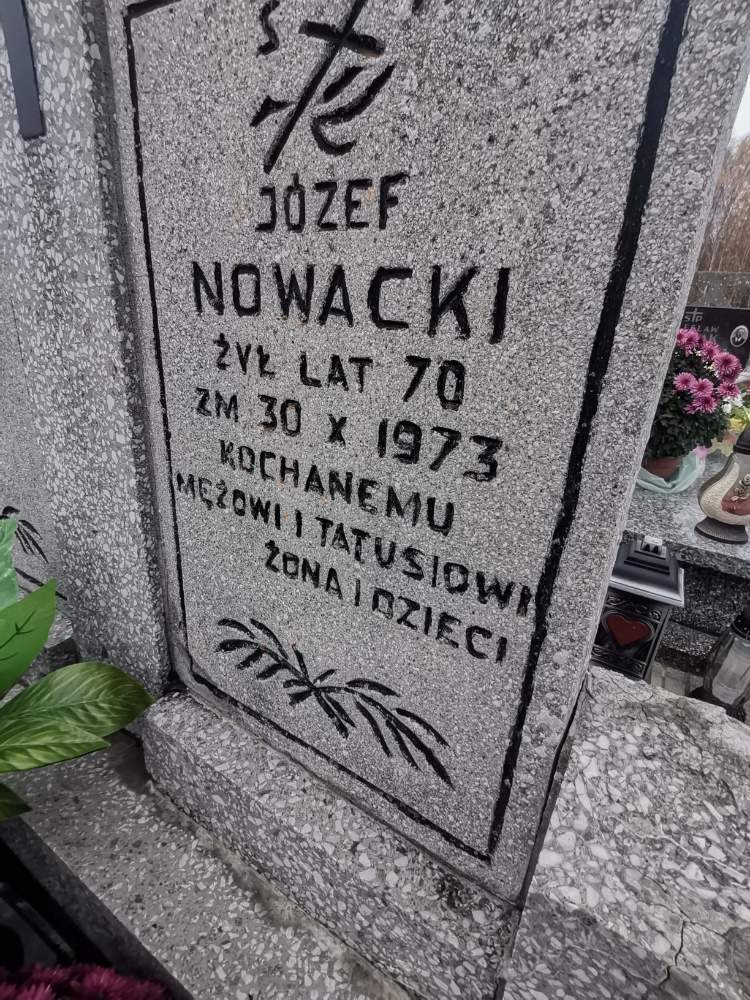 JÓZEF
NOWACKI
ŻYŁ LAT 70
ZM 30 X 1973
KOCHANEMU
MĘŻOWI I TATUSIOWI
ŻONA I DZIECI